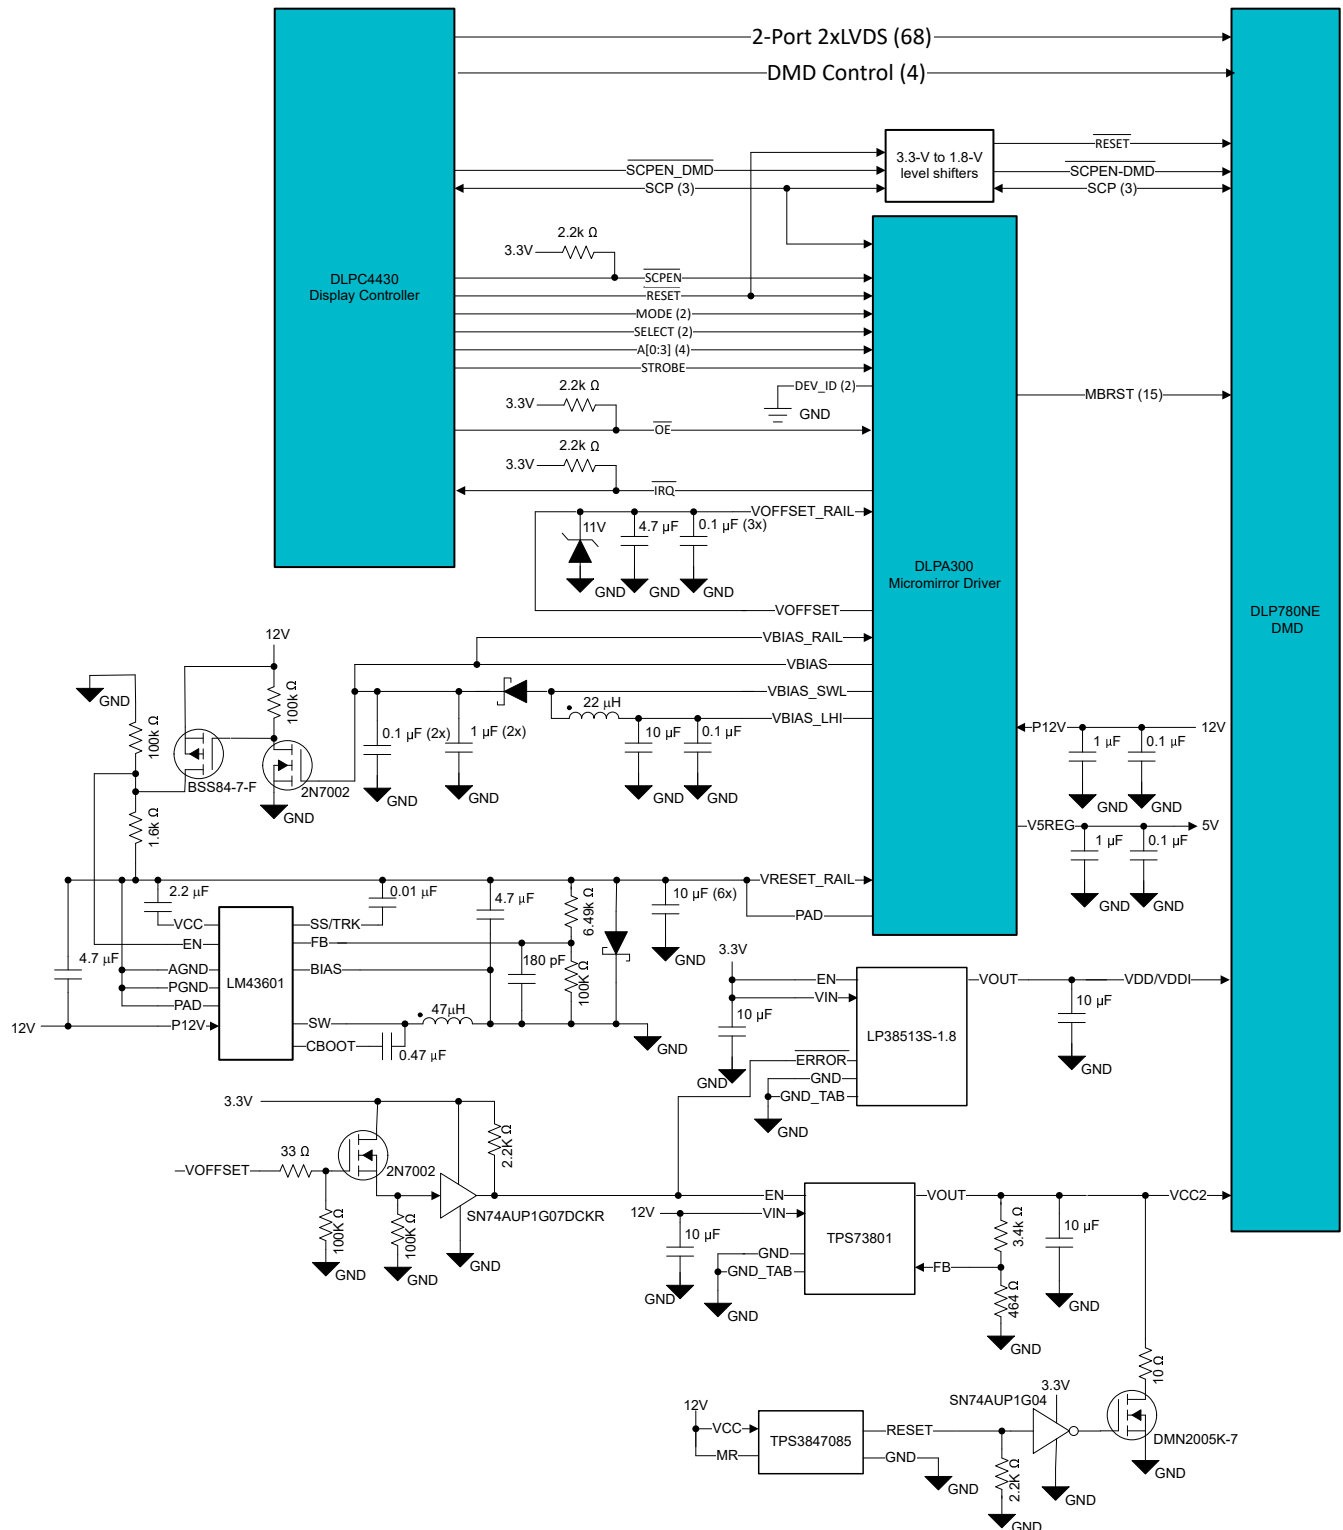 2-Port 2xLVDS (68)
DMD Control (4)
RESET
3.3-V to 1.8-V
level shifters
SCPEN_DMD
SCPEN-DMD
SCP (3)
SCP (3)
2.2k Ω
3.3V
DLPC4430
Display Controller
SCPEN
RESET
MODE (2)
SELECT (2)
A[0:3] (4)
STROBE
2.2k Ω
DEV_ID (2)
MBRST (15)
3.3V
GND
OE
2.2k Ω
3.3V
IRQ
VOFFSET_RAIL
11V
4.7 µF
0.1 µF (3x)
DLPA300
Micromirror Driver
GND
GND
GND
VOFFSET
DLP780NE
DMD
12V
VBIAS_RAIL
VBIAS
GND
100k Ω
VBIAS_SWL
22 µH
VBIAS_LHI
100k Ω
0.1 µF (2x)
1 µF (2x)
10 µF
0.1 µF
P12V
12V
1 µF
0.1 µF
BSS84-7-F
2N7002
GND
GND
GND
GND
GND
GND
GND
1.6k Ω
V5REG
5V
1 µF
0.1 µF
2.2 µF
0.01 µF
4.7 µF
6.49k Ω
10 µF (6x)
VRESET_RAIL
GND
GND
VCC
SS/TRK
PAD
EN
FB
GND
3.3V
4.7 µF
AGND
BIAS
180 pF
100K Ω
PGND
LM43601
PAD
EN
VIN
VOUT
VDD/VDDI
10 µF
10 µF
12V
P12V
SW
47µH
GND
LP38513S-1.8
CBOOT
0.47 µF
ERROR
GND
GND
GND
GND_TAB
3.3V
GND
33 Ω
2.2K Ω
VOFFSET
2N7002
100K Ω
100K Ω
SN74AUP1G07DCKR
GND
GND
GND
EN
VOUT
VCC2
12V
VIN
10 µF
3.4k Ω
10 µF
TPS73801
GND
GND_TAB
FB
GND
GND
464 Ω
GND
GND
10 Ω
SN74AUP1G04
3.3V
12V
VCC
MR
TPS3847085
RESET
GND
DMN2005K-7
GND
GND
2.2K Ω
GND
GND